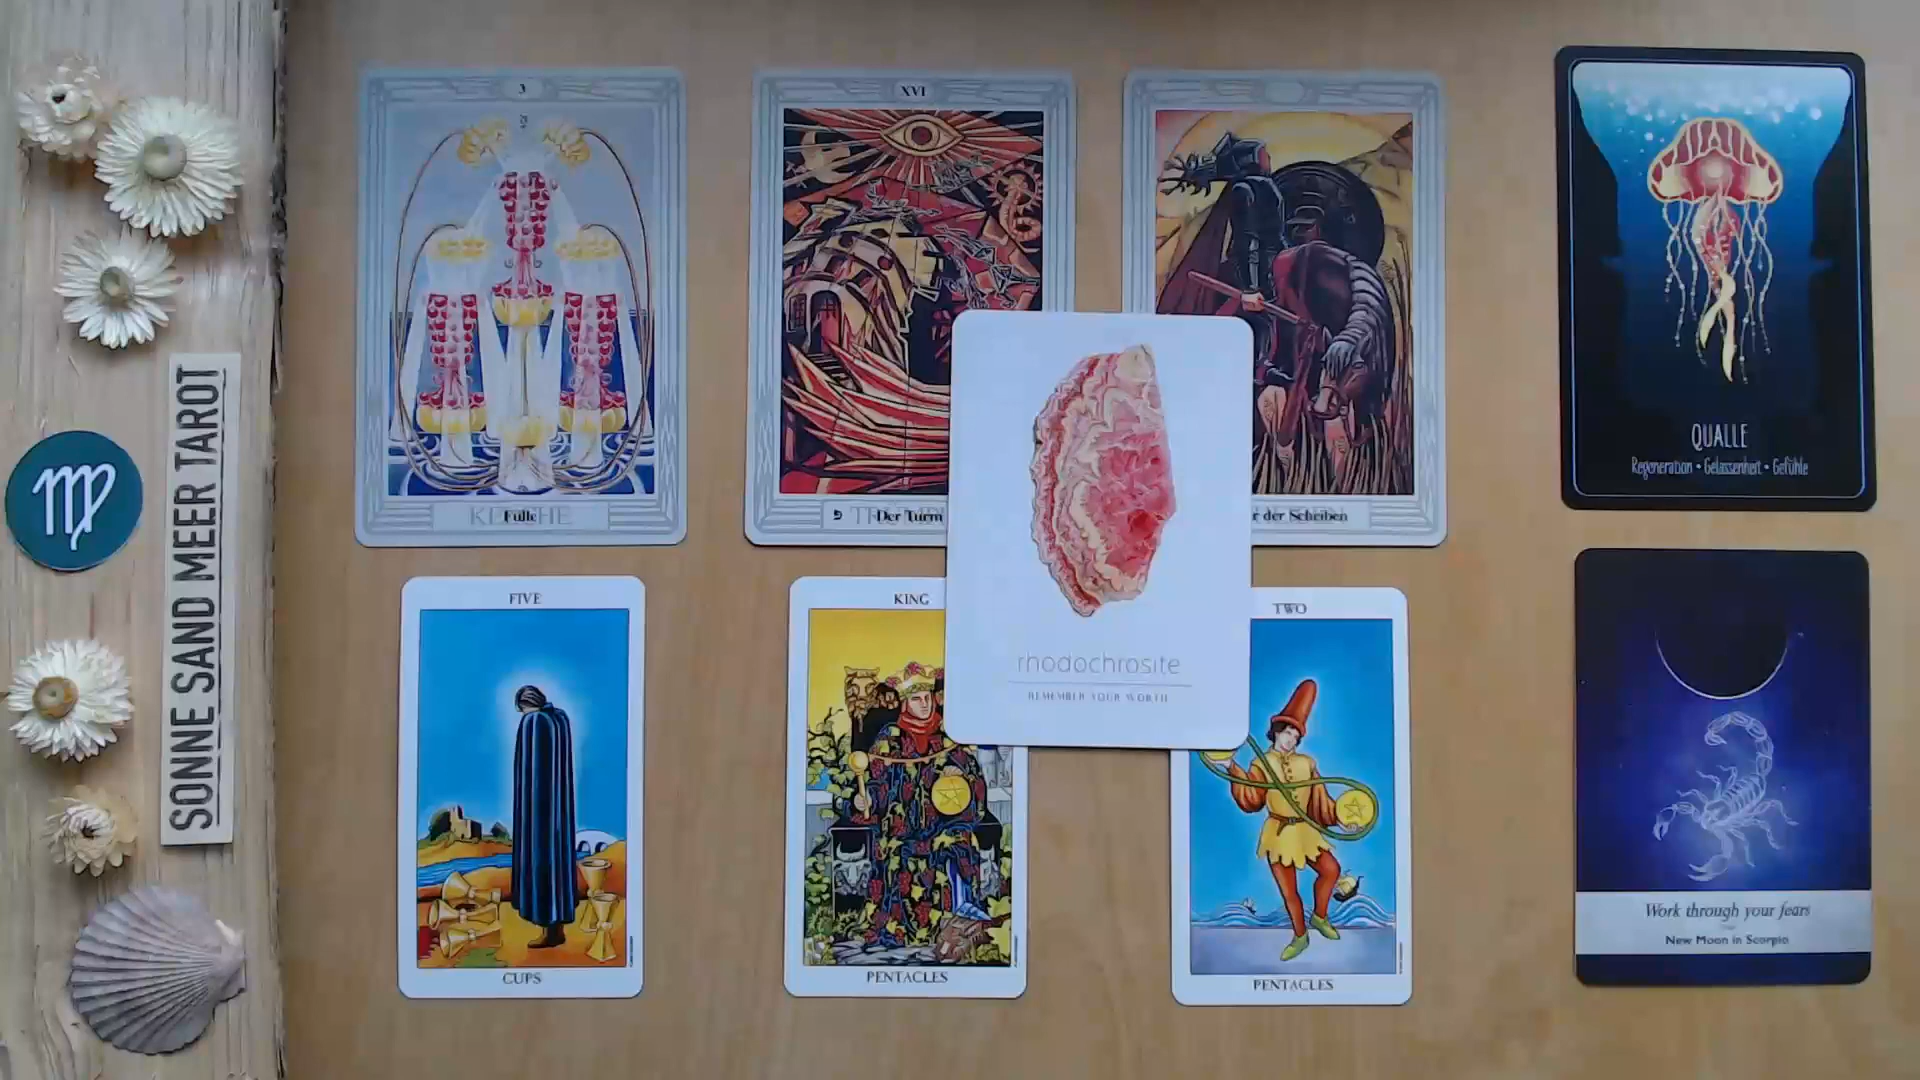 SONNE SAND MEER TAROT
3
Fülle
XVI
Der Turm
r der Scheiben
QUALLE
Regeneration • Gelassenheit • Gefühle
rhodochrosite
REMEMBER YOUR WORTH
FIVE
CUPS
KING
PENTACLES
TWO
PENTACLES
Work through your fears
New Moon in Scorpio